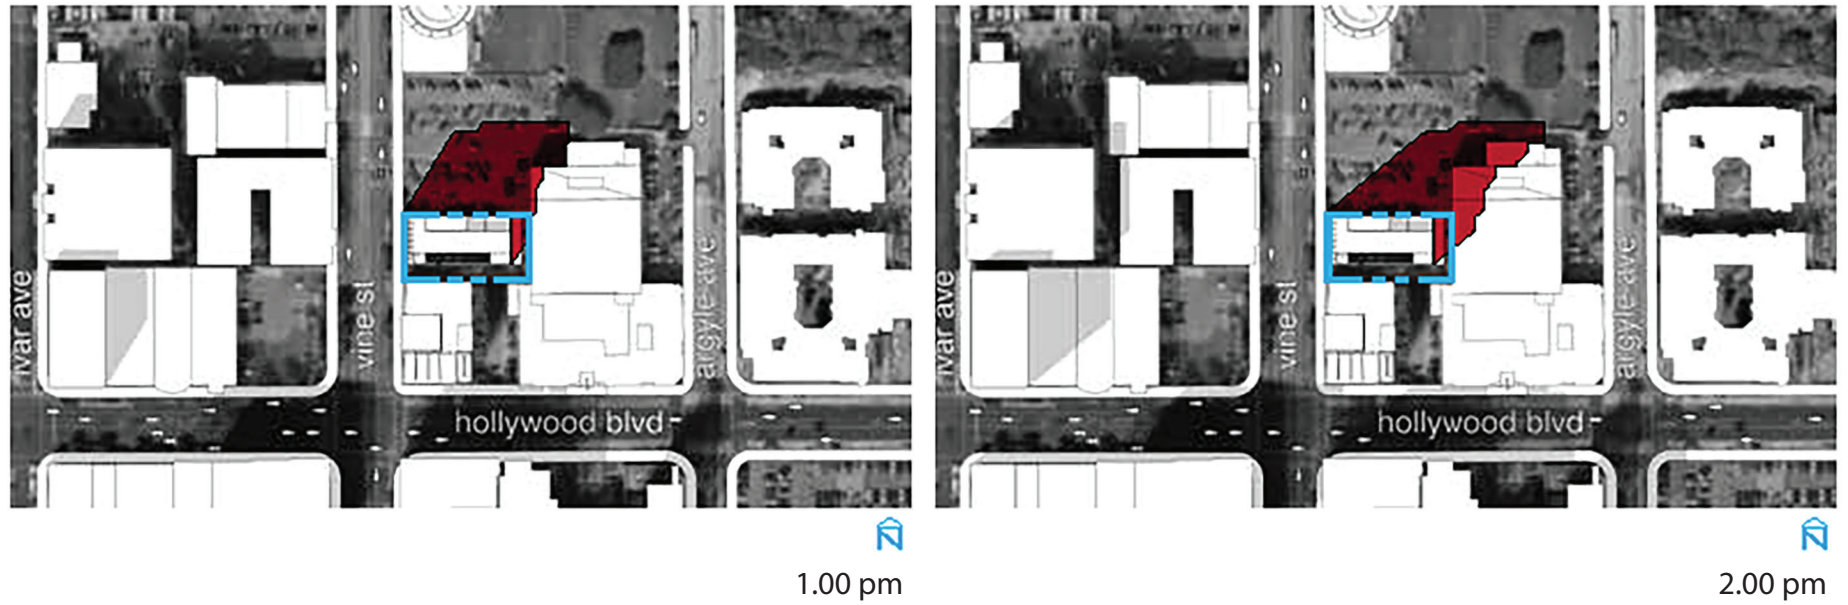 ivar ave
vine st
argyle ave
hollywood blvd
N
1.00 pm
ivar ave
vine st
argyle ave
hollywood blvd
N
2.00 pm